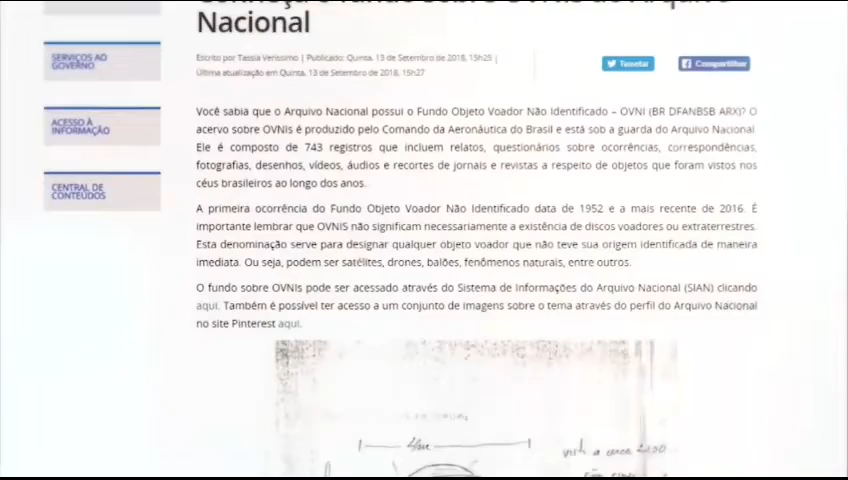 Conheça o fundo sobre OVNIs do Arquivo
Nacional
Escrito por Tassia Verissimo | Publicado: Quinta, 13 de Setembro de 2018, 15h25 |
Última atualização em Quinta, 13 de Setembro de 2018, 15h27
Tweetar
Compartilhar
SERVIÇOS AO
GOVERNO
ACESSO À
INFORMAÇÃO
CENTRAL DE
CONTEÚDOS
Você sabia que o Arquivo Nacional possui o Fundo Objeto Voador Não Identificado – OVNI (BR DFANBSB ARX)? O
acervo sobre OVNIs é produzido pelo Comando da Aeronáutica do Brasil e está sob a guarda do Arquivo Nacional
Ele é composto de 743 registros que incluem relatos, questionários sobre ocorrências, correspondências,
fotografias, desenhos, vídeos, áudios e recortes de jornais e revistas a respeito de objetos que foram vistos nos
céus brasileiros ao longo dos anos.
A primeira ocorrência do Fundo Objeto Voador Não Identificado data de 1952 e a mais recente de 2016. É
importante lembrar que OVNIS não significam necessariamente a existência de discos voadores ou extraterrestres.
Esta denominação serve para designar qualquer objeto voador que não teve sua origem identificada de maneira
imediata. Ou seja, podem ser satélites, drones, balões, fenômenos naturais, entre outros.
O fundo sobre OVNIs pode ser acessado através do Sistema de Informações do Arquivo Nacional (SIAN) clicando
aqui. Também é possível ter acesso a um conjunto de imagens sobre o tema através do perfil do Arquivo Nacional
no site Pinterest aqui.